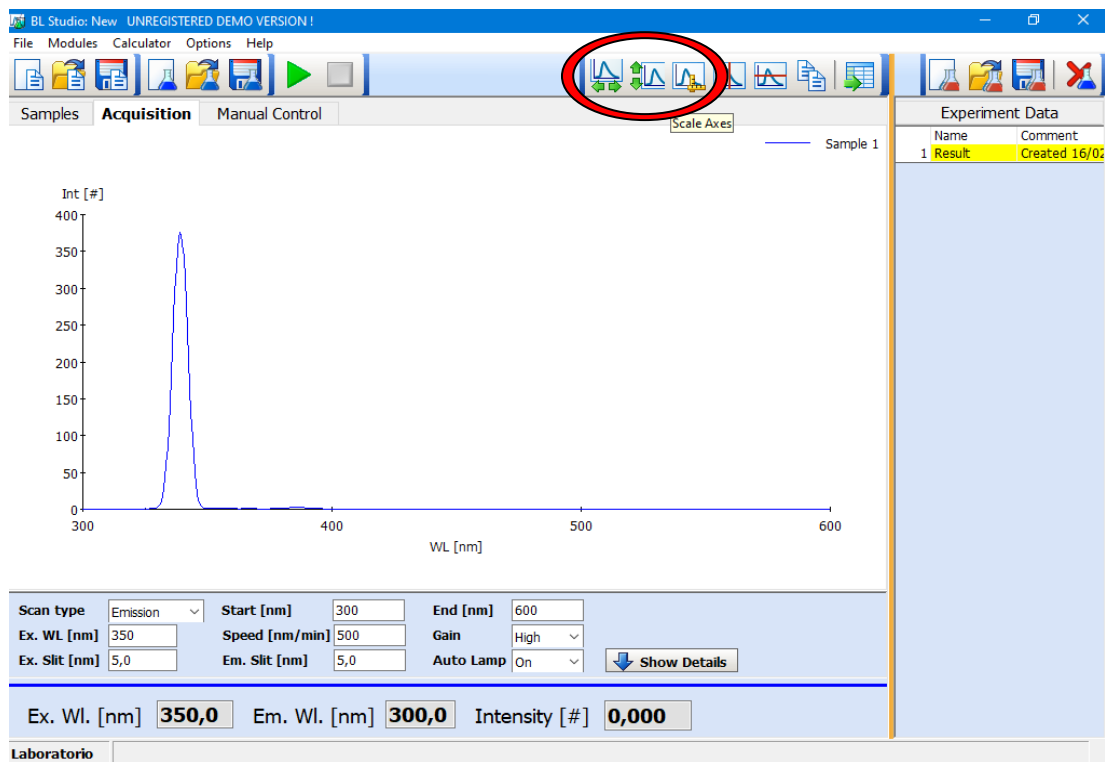 BL Studio: New UNREGISTERED DEMO VERSION !
File Modules Calculator Options Help
Samples Acquisition Manual Control
Scale Axes
Experiment Data
Name Comment
1 Result Created 16/02
Sample 1
Int [#]
400
350
300
250
200
150
100
50
0
300 400 500 600
WL [nm]
Scan type Emission Start [nm] 300 End [nm] 600
Ex. WL [nm] 350 Speed [nm/min] 500 Gain High
Ex. Slit [nm] 5,0 Em. Slit [nm] 5,0 Auto Lamp On Show Details
Ex. Wl. [nm] 350,0 Em. Wl. [nm] 300,0 Intensity [#] 0,000
Laboratorio